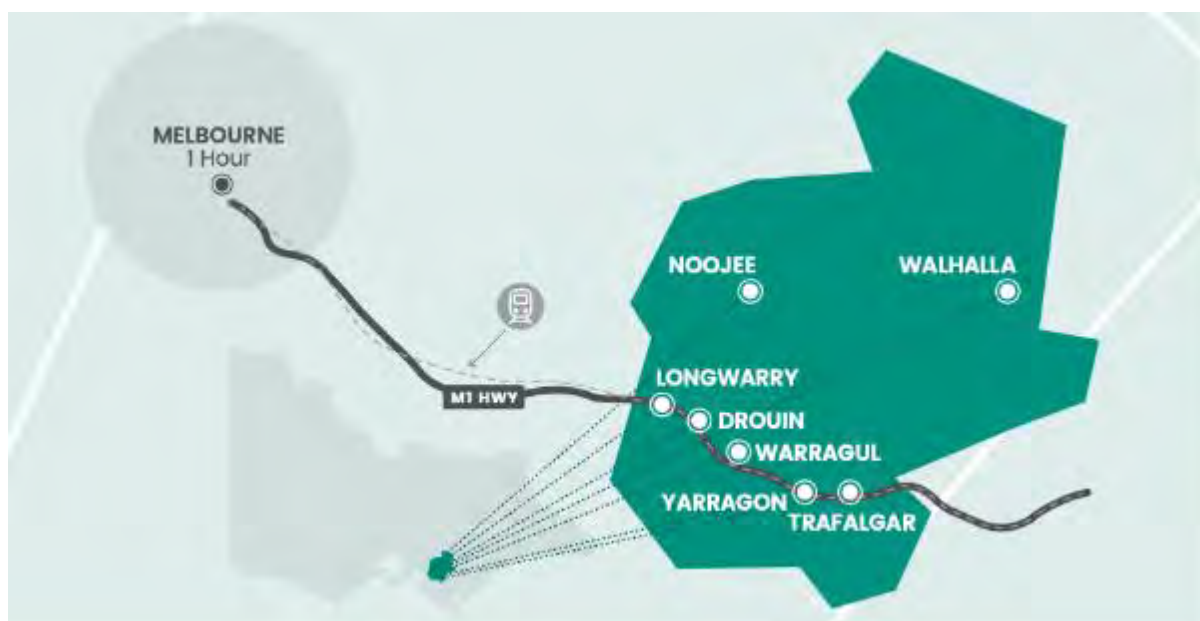 MELBOURNE
1 Hour
NOOJEE
WALHALLA
LONGWARRY
M1 HWY
DROUIN
WARRAGUL
YARRAGON
TRAFALGAR